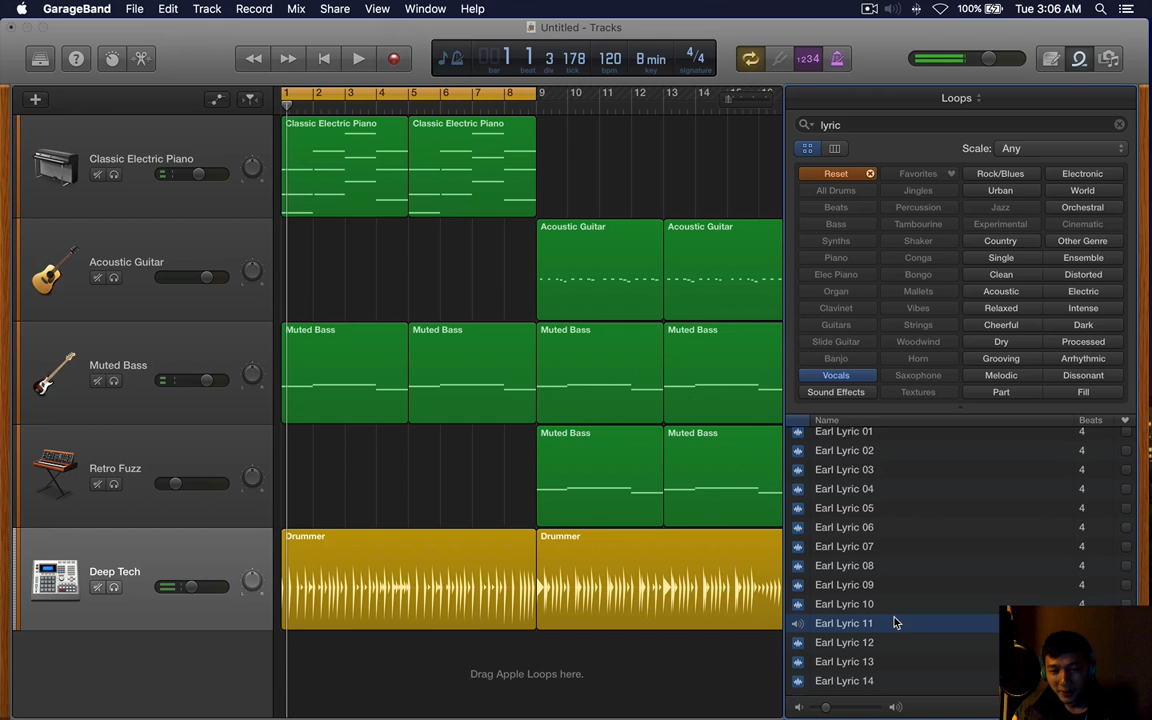 GarageBand File Edit Track Record Mix Share View Window Help 100% Tue 3:06 AM
Untitled - Tracks
1 1 3 178 120 8 min 4/4 1234
bar beat div tick bpm key signature
1 2 3 4 5 6 7 8 9 10 11 12 13 14 15 16
Loops
lyric
Scale: Any
Reset Favorites Rock/Blues Electronic
All Drums Jingles Urban World
Beats Percussion Jazz Orchestral
Bass Tambourine Experimental Cinematic
Synths Shaker Country Other Genre
Piano Conga Single Ensemble
Elec Piano Bongo Clean Distorted
Organ Mallets Acoustic Electric
Clavinet Vibes Relaxed Intense
Guitars Strings Cheerful Dark
Slide Guitar Woodwind Dry Processed
Banjo Horn Grooving Arrhythmic
Vocals Saxophone Melodic Dissonant
Sound Effects Textures Part Fill
Name Beats
Earl Lyric 01 4
Earl Lyric 02 4
Earl Lyric 03 4
Earl Lyric 04 4
Earl Lyric 05 4
Earl Lyric 06 4
Earl Lyric 07 4
Earl Lyric 08 4
Earl Lyric 09 4
Earl Lyric 10 4
Earl Lyric 11
Earl Lyric 12
Earl Lyric 13
Earl Lyric 14
Classic Electric Piano
Classic Electric Piano Classic Electric Piano
Acoustic Guitar
Acoustic Guitar Acoustic Guitar
Muted Bass
Muted Bass Muted Bass Muted Bass Muted Bass
Retro Fuzz
Muted Bass Muted Bass
Deep Tech
Drummer Drummer
Drag Apple Loops here.